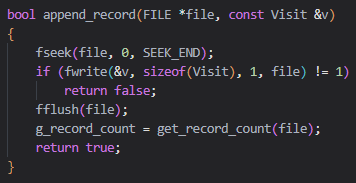 bool append_record(FILE *file, const Visit &v)
{
    fseek(file, 0, SEEK_END);
    if (fwrite(&v, sizeof(Visit), 1, file) != 1)
        return false;
    fflush(file);
    g_record_count = get_record_count(file);
    return true;
}